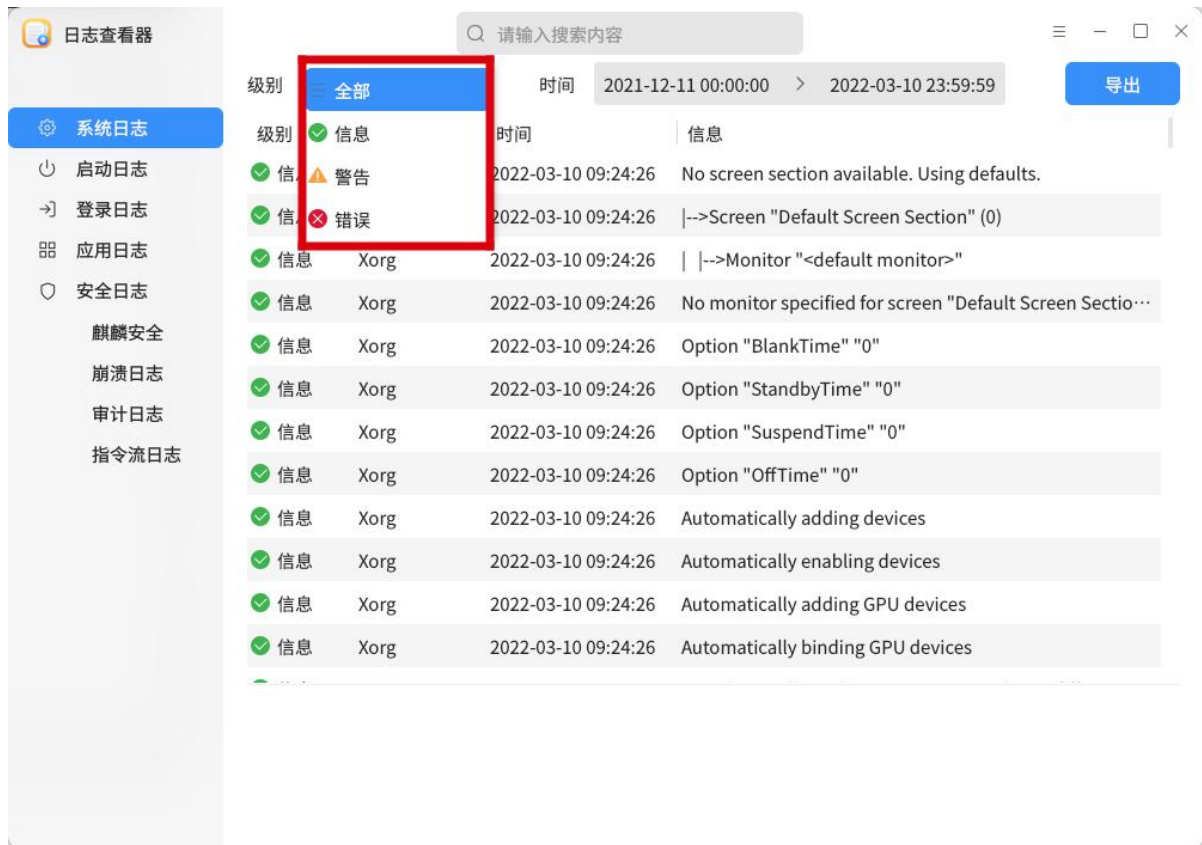 日志查看器
请输入搜索内容
级别 全部 时间 2021-12-11 00:00:00 > 2022-03-10 23:59:59 导出
信息
警告
错误
系统日志
启动日志
登录日志
应用日志
安全日志
麒麟安全
崩溃日志
审计日志
指令流日志
级别 时间 信息
信 2022-03-10 09:24:26 No screen section available. Using defaults.
信 2022-03-10 09:24:26 |-->Screen "Default Screen Section" (0)
信息 Xorg 2022-03-10 09:24:26 | |-->Monitor "<default monitor>"
信息 Xorg 2022-03-10 09:24:26 No monitor specified for screen "Default Screen Sectio⋯
信息 Xorg 2022-03-10 09:24:26 Option "BlankTime" "0"
信息 Xorg 2022-03-10 09:24:26 Option "StandbyTime" "0"
信息 Xorg 2022-03-10 09:24:26 Option "SuspendTime" "0"
信息 Xorg 2022-03-10 09:24:26 Option "OffTime" "0"
信息 Xorg 2022-03-10 09:24:26 Automatically adding devices
信息 Xorg 2022-03-10 09:24:26 Automatically enabling devices
信息 Xorg 2022-03-10 09:24:26 Automatically adding GPU devices
信息 Xorg 2022-03-10 09:24:26 Automatically binding GPU devices